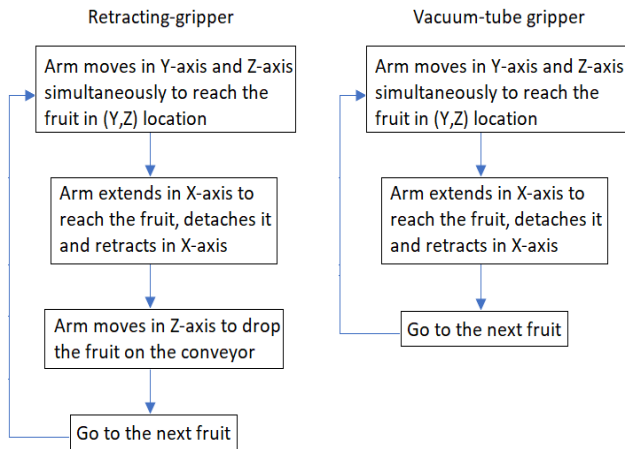 Retracting-gripper
Arm moves in Y-axis and Z-axis
simultaneously to reach the
fruit in (Y,Z) location
Arm extends in X-axis to
reach the fruit, detaches it
and retracts in X-axis
Arm moves in Z-axis to drop
the fruit on the conveyor
Go to the next fruit
Vacuum-tube gripper
Arm moves in Y-axis and Z-axis
simultaneously to reach the
fruit in (Y,Z) location
Arm extends in X-axis to
reach the fruit, detaches it
and retracts in X-axis
Go to the next fruit